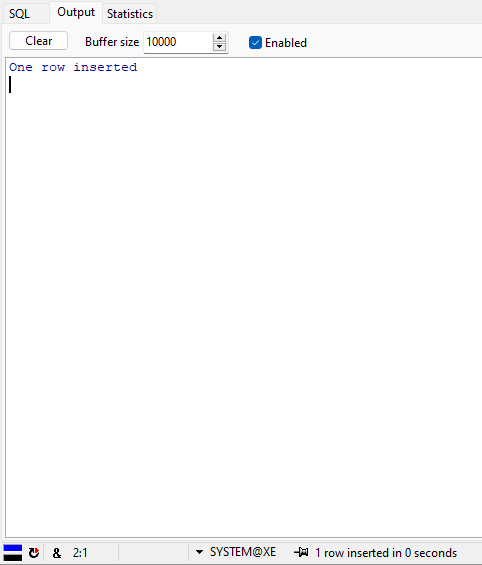 SQL Output Statistics
Clear Buffer size 10000 Enabled
One row inserted
& 2:1 SYSTEM@XE 1 row inserted in 0 seconds